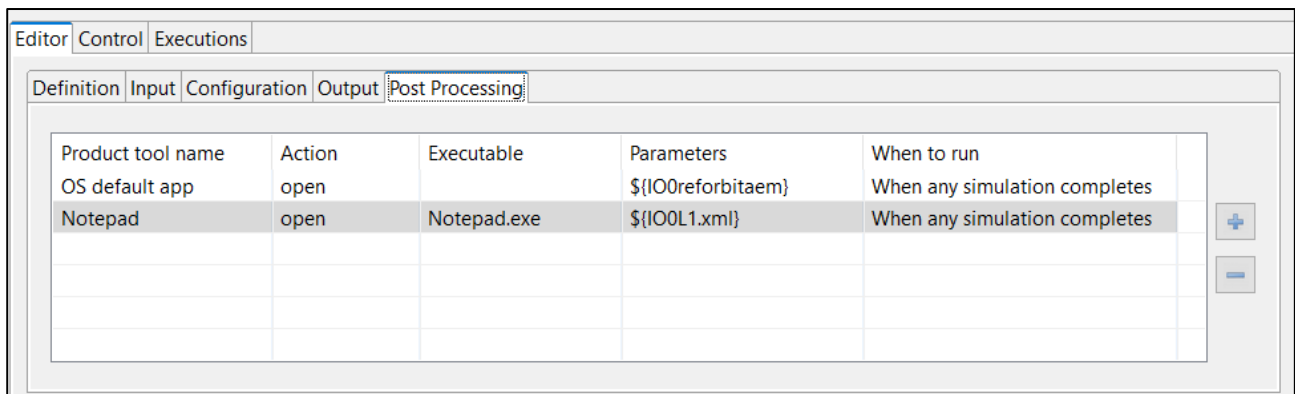 Editor Control Executions
Definition Input Configuration Output Post Processing
Product tool name Action Executable Parameters When to run
OS default app open ${IO0reforbitaem} When any simulation completes
Notepad open Notepad.exe ${IO0L1.xml} When any simulation completes